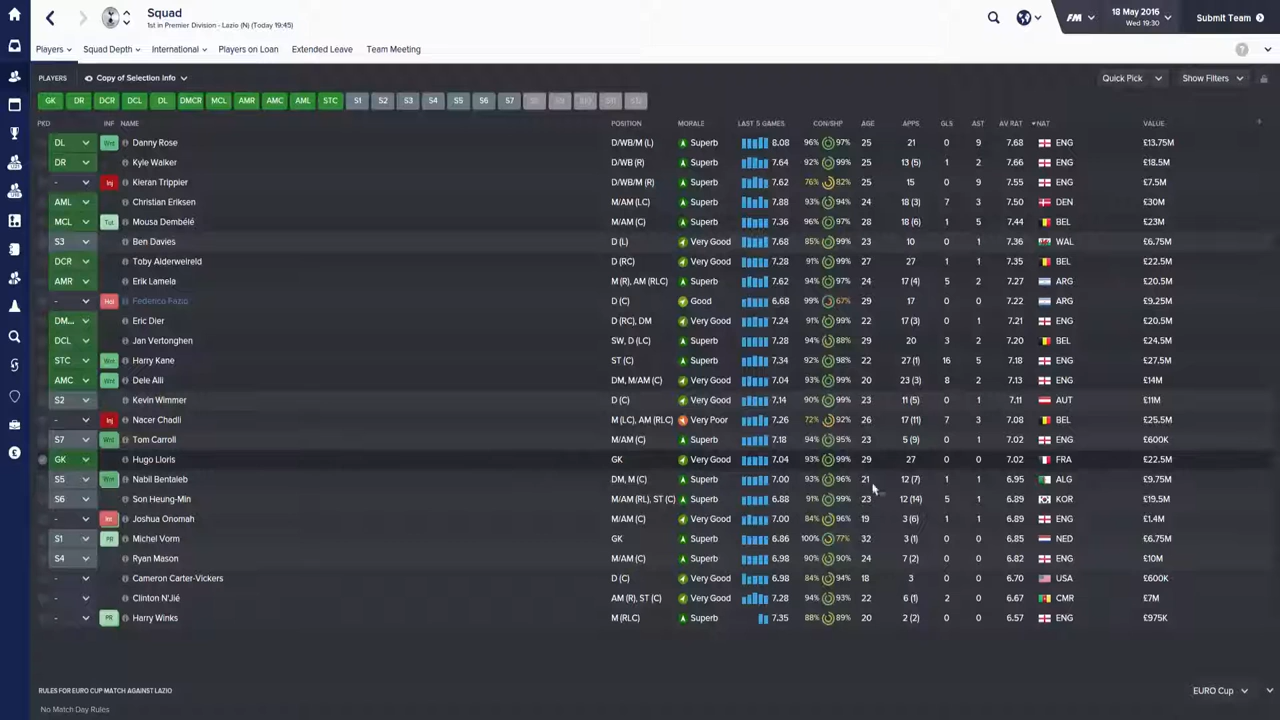 Squad
1st in Premier Division - Lazio (N) (Today 19:45)
FM
18 May 2016
Wed 19:30
Submit Team
Players
Squad Depth
International
Players on Loan
Extended Leave
Team Meeting
?
PLAYERS Copy of Selection info
Quick Pick
Show Filters
GK DR DCR DCL DL DMCR MCL AMR AMC AML STC S1 S2 S3 S4 S5 S6 S7
PKD INF NAME POSITION MORALE LAST 5 GAMES CON/SHP AGE APPS GLS AST AV RAT NAT VALUE
DL Wnt Danny Rose D/WB/M (L) Superb 8.08 96% 97% 25 21 0 9 7.68 ENG £13.75M
DR Kyle Walker D/WB (R) Superb 7.64 92% 99% 25 13 (5) 1 2 7.66 ENG £18.5M
- Inj Kieran Trippier D/WB/M (R) Superb 7.62 76% 82% 25 15 0 9 7.55 ENG £7.5M
AML Christian Eriksen M/AM (LC) Superb 7.88 93% 94% 24 18 (3) 7 3 7.50 DEN £30M
MCL Tut Mousa Dembélé M/AM (C) Superb 7.36 96% 97% 28 18 (6) 1 5 7.44 BEL £23M
S3 Ben Davies D (L) Very Good 7.68 85% 99% 23 10 0 1 7.36 WAL £6.75M
DCR Toby Alderweireld D (RC) Very Good 7.28 91% 99% 27 27 1 1 7.35 BEL £22.5M
AMR Erik Lamela M (R), AM (RLC) Superb 7.62 94% 97% 24 17 (4) 5 2 7.27 ARG £20.5M
- Hol Federico Fazio D (C) Good 6.68 99% 67% 29 17 0 0 7.22 ARG £9.25M
DM... Eric Dier D (RC), DM Very Good 7.24 91% 99% 22 17 (3) 0 1 7.21 ENG £20.5M
DCL Jan Vertonghen SW, D (LC) Superb 7.28 94% 88% 29 20 3 2 7.20 BEL £24.5M
STC Wnt Harry Kane ST (C) Superb 7.34 92% 98% 22 27 (1) 16 5 7.18 ENG £27.5M
AMC Wnt Dele Alli DM, M/AM (C) Very Good 7.04 93% 99% 20 23 (3) 8 2 7.13 ENG £14M
S2 Kevin Wimmer D (C) Very Good 7.14 90% 99% 23 11 (5) 0 1 7.11 AUT £11M
- Inj Nacer Chadli M (LC), AM (RLC) Very Poor 7.26 72% 92% 26 17 (11) 7 3 7.08 BEL £25.5M
S7 Wnt Tom Carroll M/AM (C) Superb 7.18 94% 95% 23 5 (9) 0 1 7.02 ENG £600K
GK Hugo Lloris GK Very Good 7.04 93% 99% 29 27 0 0 7.02 FRA £22.5M
S5 Wnt Nabil Bentaleb DM, M (C) Superb 7.00 93% 96% 21 12 (7) 1 1 6.95 ALG £9.75M
S6 Son Heung-Min M/AM (RL), ST (C) Superb 6.88 91% 99% 23 12 (14) 5 1 6.89 KOR £19.5M
- Int Joshua Onomah M/AM (C) Very Good 7.00 84% 96% 19 3 (6) 1 1 6.89 ENG £1.4M
S1 PR Michel Vorm GK Superb 6.86 100% 77% 32 3 (1) 0 0 6.85 NED £6.75M
S4 Ryan Mason M/AM (C) Superb 6.98 90% 90% 24 7 (2) 0 0 6.82 ENG £10M
- Cameron Carter-Vickers D (C) Very Good 6.98 84% 94% 18 3 0 0 6.70 USA £600K
- Clinton N'Jié AM (R), ST (C) Very Good 7.28 94% 93% 22 6 (1) 2 0 6.67 CMR £7M
- PR Harry Winks M (RLC) Superb 7.35 88% 89% 20 2 (2) 0 0 6.57 ENG £975K
RULES FOR EURO CUP MATCH AGAINST LAZIO
EURO Cup
No Match Day Rules